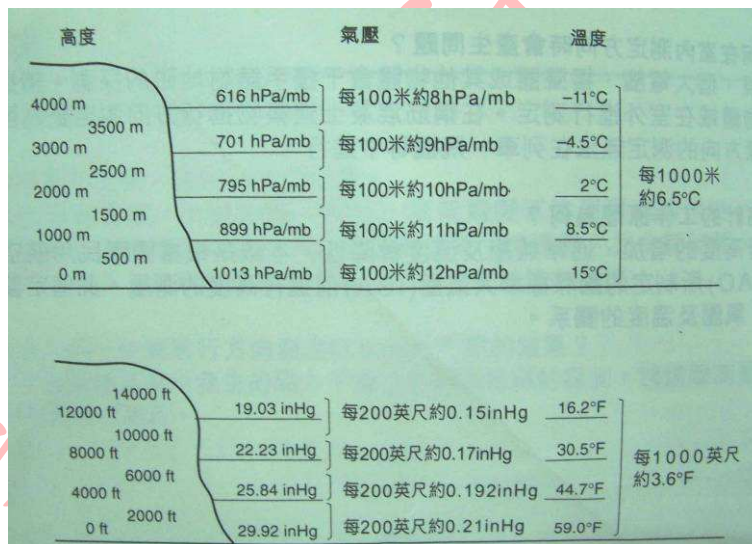 高度 氣壓 溫度
4000 m 616 hPa/mb 每100米約8hPa/mb -11°C
3500 m
3000 m 701 hPa/mb 每100米約9hPa/mb -4.5°C
2500 m
2000 m 795 hPa/mb 每100米約10hPa/mb 2°C
每1000米
約6.5°C
1500 m
1000 m 899 hPa/mb 每100米約11hPa/mb 8.5°C
500 m
0 m 1013 hPa/mb 每100米約12hPa/mb 15°C
14000 ft
12000 ft 19.03 inHg 每200英尺約0.15inHg 16.2°F
10000 ft
8000 ft 22.23 inHg 每200英尺約0.17inHg 30.5°F
每1000英尺
約3.6°F
6000 ft
4000 ft 25.84 inHg 每200英尺約0.192inHg 44.7°F
2000 ft
0 ft 29.92 inHg 每200英尺約0.21inHg 59.0°F